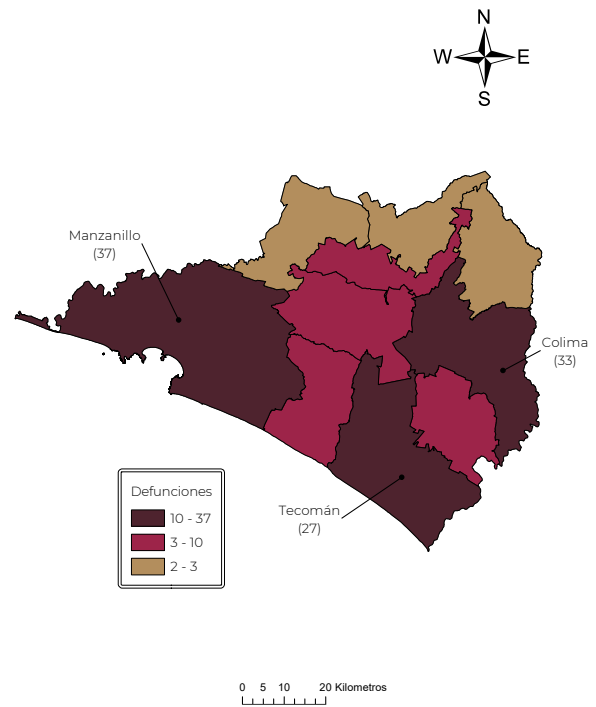 N
W E
S
Manzanillo
(37)
Colima
(33)
Tecomán
(27)
Defunciones
10 - 37
3 - 10
2 - 3
0 5 10 20 Kilometros